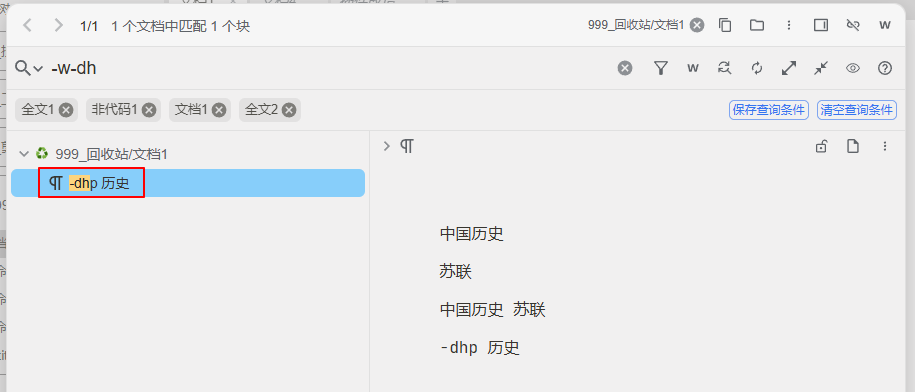 1/1 1 个文档中匹配 1 个块 999_回收站/文档1 W
-w-dh W
全文1 非代码1 文档1 全文2 保存查询条件 清空查询条件
999_回收站/文档1
-dhp 历史
中国历史
苏联
中国历史 苏联
-dhp 历史